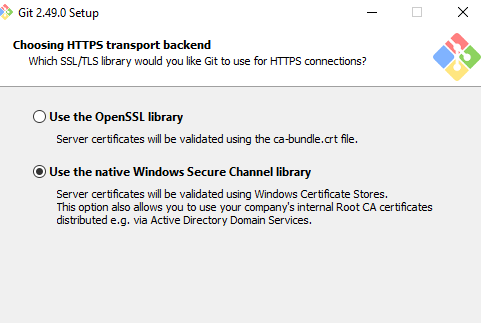 Git 2.49.0 Setup
Choosing HTTPS transport backend
Which SSL/TLS library would you like Git to use for HTTPS connections?
Use the OpenSSL library
Server certificates will be validated using the ca-bundle.crt file.
Use the native Windows Secure Channel library
Server certificates will be validated using Windows Certificate Stores.
This option also allows you to use your company's internal Root CA certificates
distributed e.g. via Active Directory Domain Services.